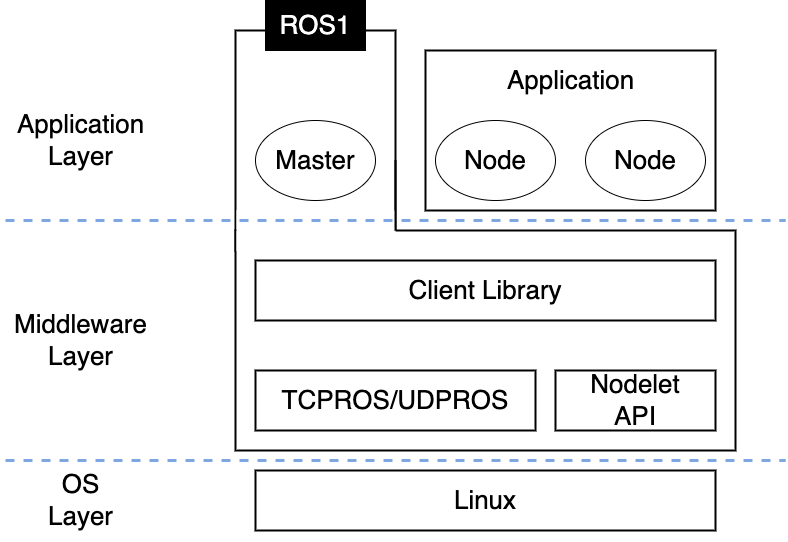 ROS1
Application
Layer
Application
Master
Node
Node
Middleware
Layer
Client Library
TCPROS/UDPROS
Nodelet
API
OS
Layer
Linux